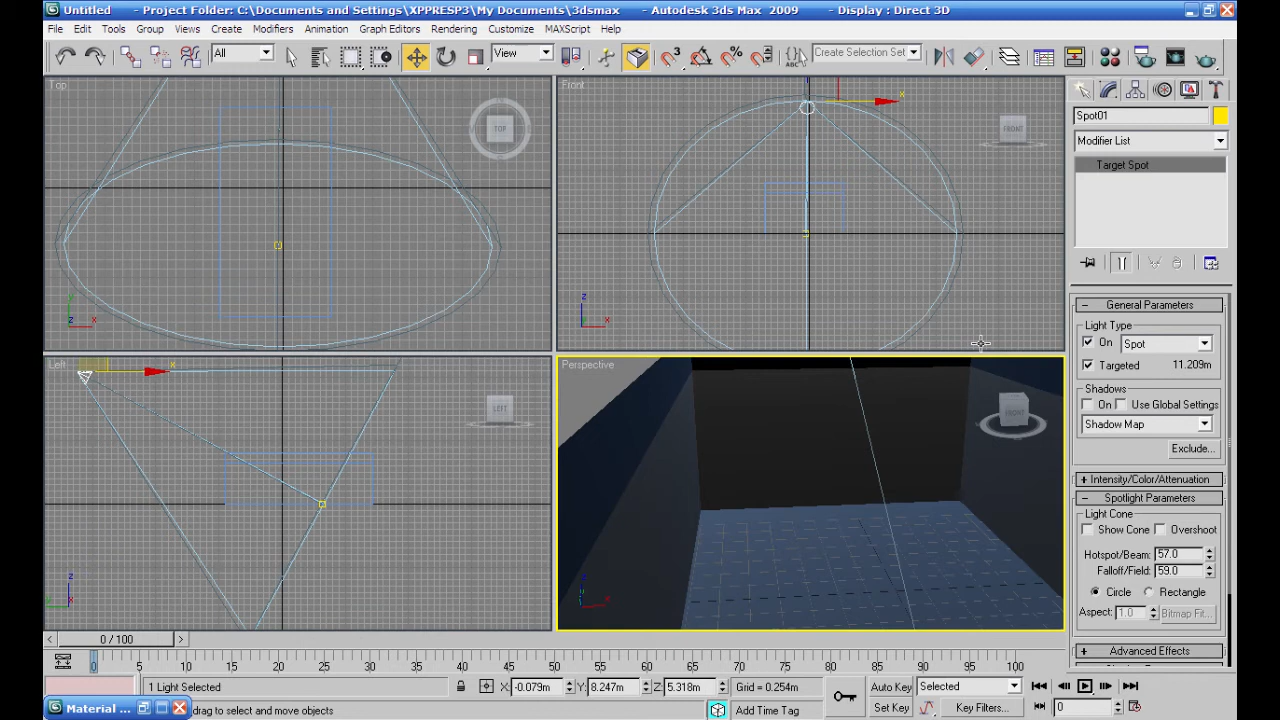 Untitled - Project Folder: C:\Documents and Settings\XPPRESP3\My Documents\3dsmax - Autodesk 3ds Max 2009 - Display : Direct 3D
File Edit Tools Group Views Create Modifiers Animation Graph Editors Rendering Customize MAXScript Help
All View 3 % ABC Create Selection Set
Top
TOP
Front
FRONT
x
y
z x
z
x
Spot01
Modifier List
Target Spot
General Parameters
Light Type
On Spot
Targeted 11.209m
Shadows
On Use Global Settings
Shadow Map
Exclude...
Intensity/Color/Attenuation
Spotlight Parameters
Light Cone
Show Cone Overshoot
Hotspot/Beam: 57.0
Falloff/Field: 59.0
Circle Rectangle
Aspect: 1.0 Bitmap Fit...
Advanced Effects
Left
LEFT
x
z
y
Perspective
FRONT
z
x
0 / 100
0 5 10 15 20 25 30 35 40 45 50 55 60 65 70 75 80 85 90 95 100
1 Light Selected X: -0.079m Y: 8.247m Z: 5.318m Grid = 0.254m Auto Key Selected
Material ... drag to select and move objects Add Time Tag Set Key Key Filters... 0